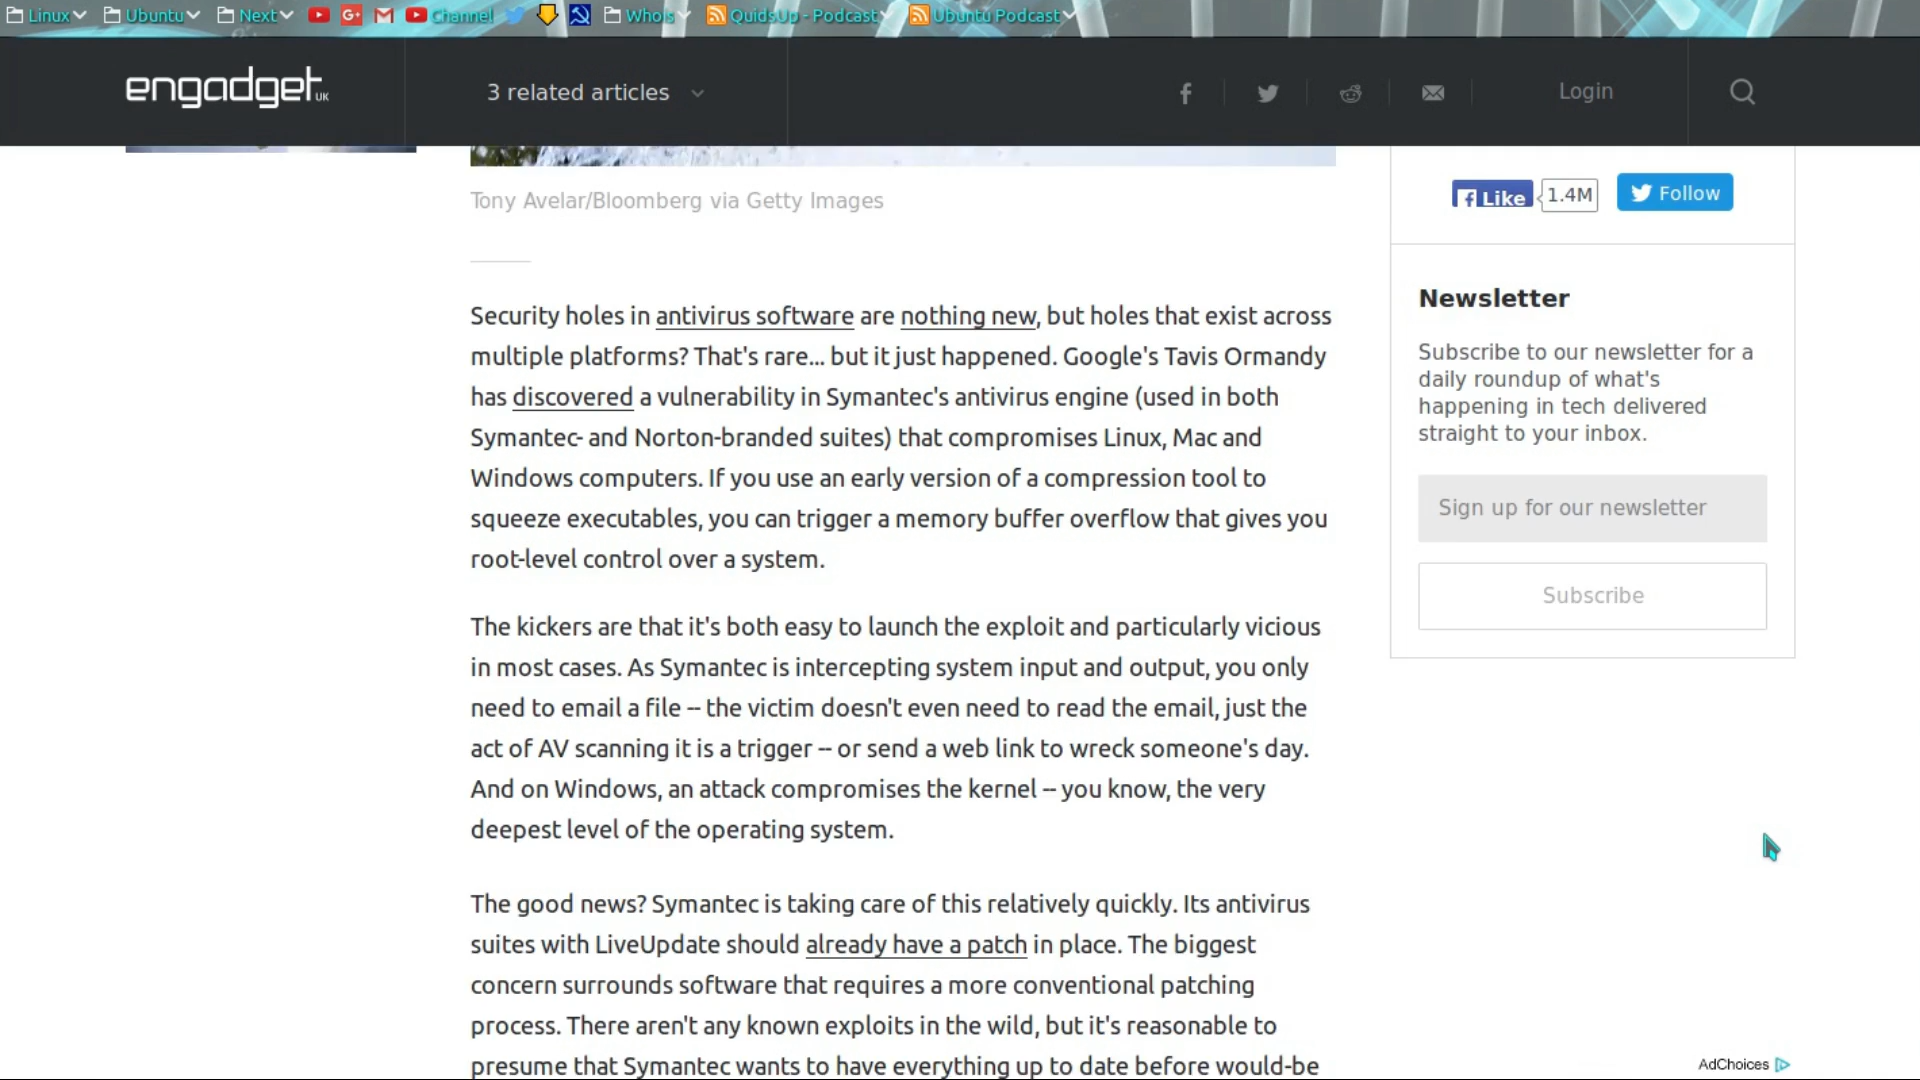 Linux Ubuntu Next Channel Whois QuidsUp - Podcast Ubuntu Podcast
engadget UK 3 related articles Login
Tony Avelar/Bloomberg via Getty Images
Security holes in antivirus software are nothing new, but holes that exist across
multiple platforms? That's rare... but it just happened. Google's Tavis Ormandy
has discovered a vulnerability in Symantec's antivirus engine (used in both
Symantec- and Norton-branded suites) that compromises Linux, Mac and
Windows computers. If you use an early version of a compression tool to
squeeze executables, you can trigger a memory buffer overflow that gives you
root-level control over a system.
The kickers are that it's both easy to launch the exploit and particularly vicious
in most cases. As Symantec is intercepting system input and output, you only
need to email a file -- the victim doesn't even need to read the email, just the
act of AV scanning it is a trigger -- or send a web link to wreck someone's day.
And on Windows, an attack compromises the kernel -- you know, the very
deepest level of the operating system.
The good news? Symantec is taking care of this relatively quickly. Its antivirus
suites with LiveUpdate should already have a patch in place. The biggest
concern surrounds software that requires a more conventional patching
process. There aren't any known exploits in the wild, but it's reasonable to
presume that Symantec wants to have everything up to date before would-be
Like 1.4M Follow
Newsletter
Subscribe to our newsletter for a
daily roundup of what's
happening in tech delivered
straight to your inbox.
Sign up for our newsletter
Subscribe
AdChoices